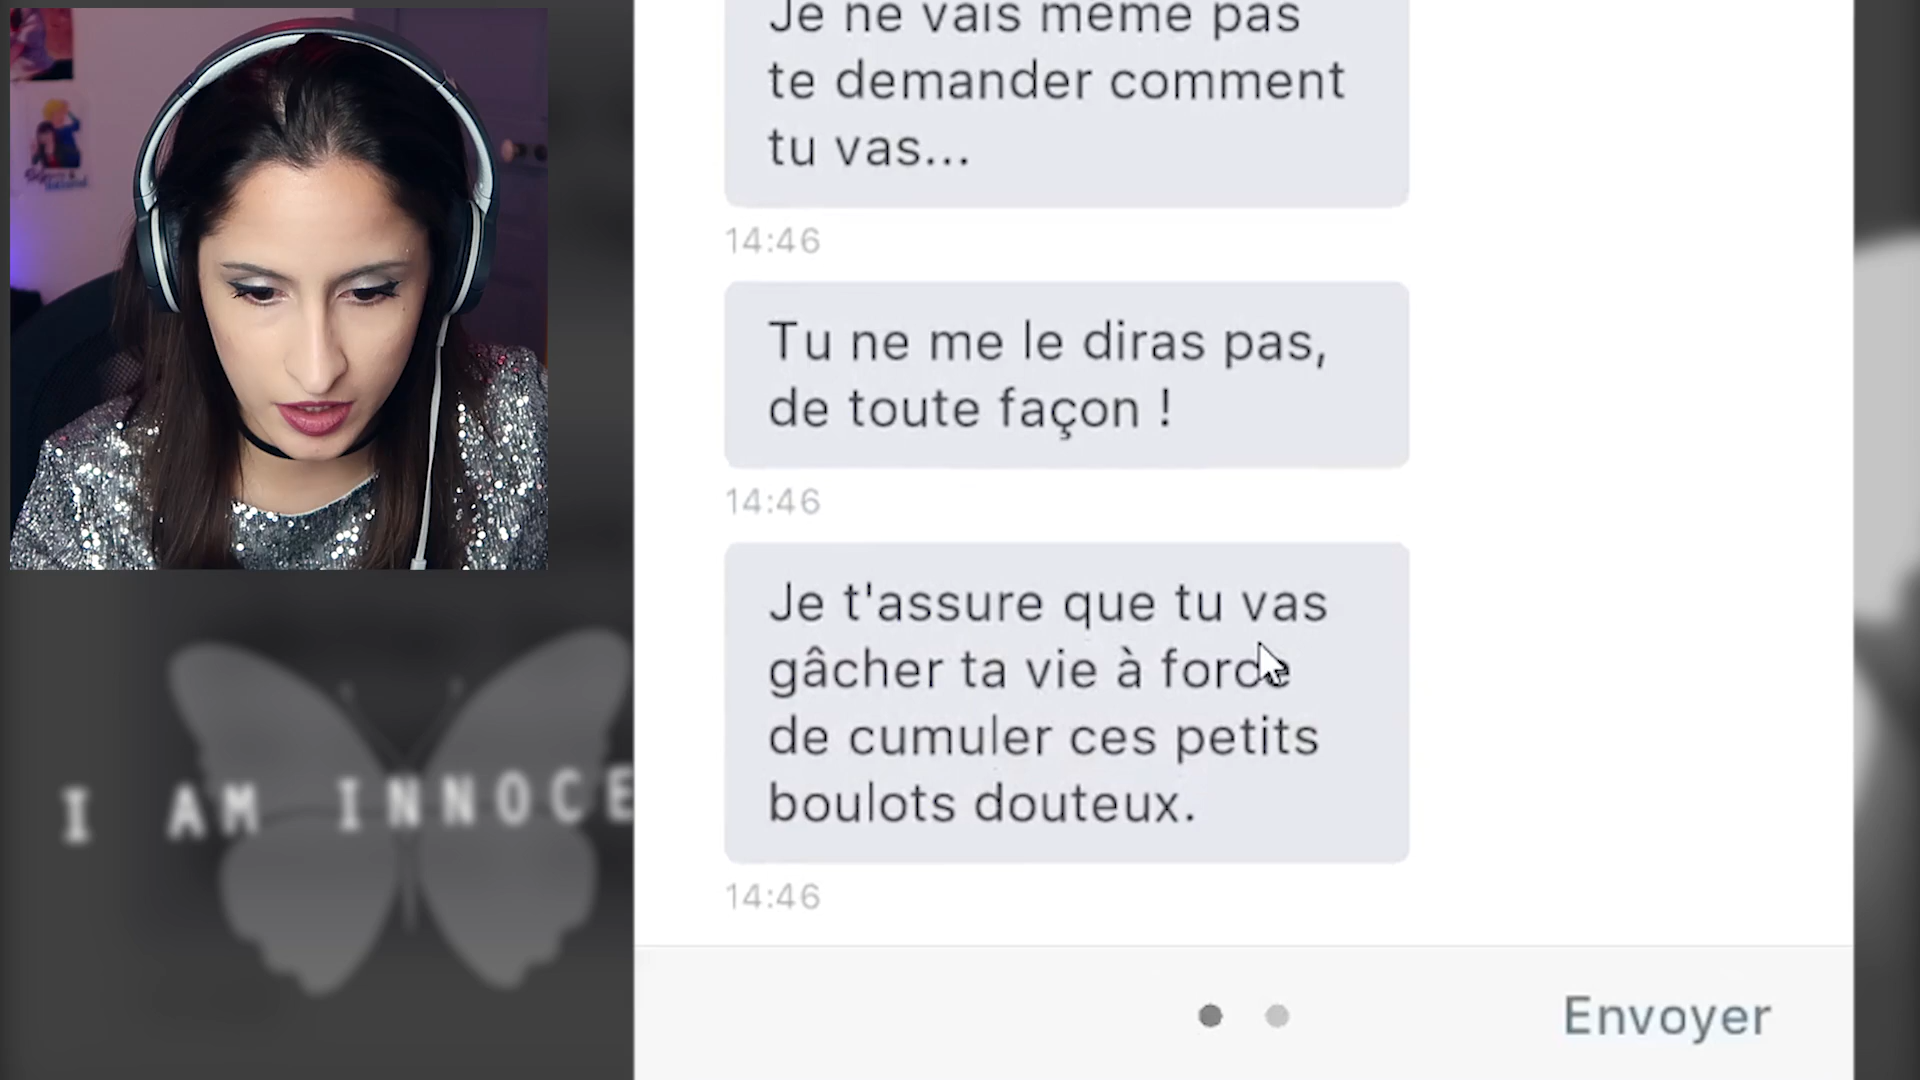 Je ne vais même pas
te demander comment
tu vas...
14:46
Tu ne me le diras pas,
de toute façon !
14:46
Je t'assure que tu vas
gâcher ta vie à force
de cumuler ces petits
boulots douteux.
14:46
Envoyer
I AM INNOCE